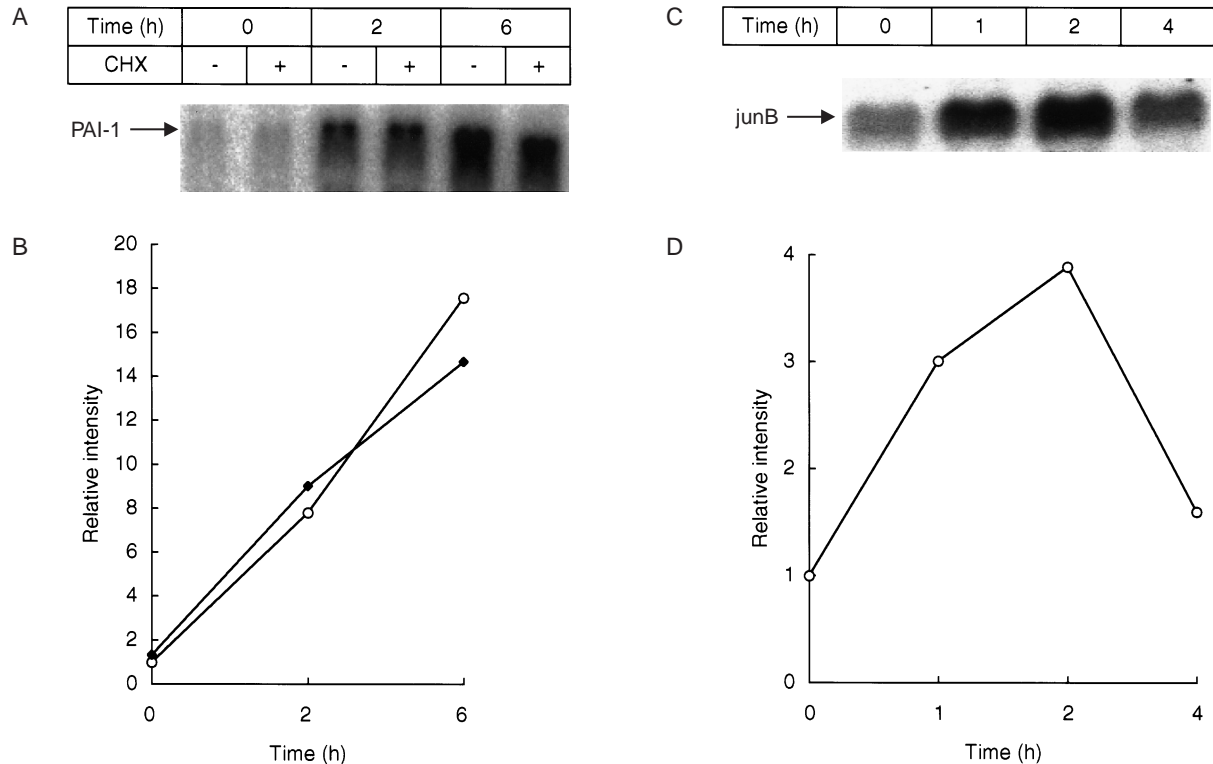 A
Time (h) 0 2 6
CHX - + - + - +
PAI-1
B
20
18
16
14
12
10
8
6
4
2
0
Relative intensity
0 2 6
Time (h)
C
Time (h) 0 1 2 4
junB
D
4
3
2
1
0
Relative intensity
0 1 2 4
Time (h)